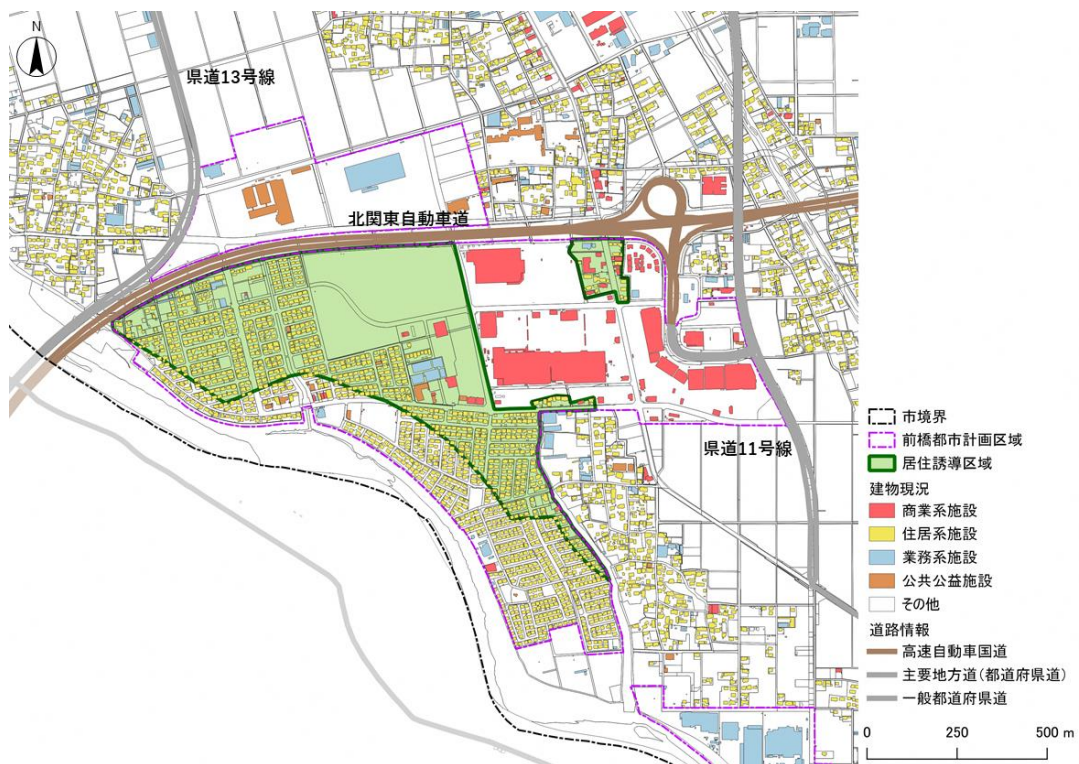 N
県道13号線
北関東自動車道
県道11号線
市境界
前橋都市計画区域
居住誘導区域
建物現況
商業系施設
住居系施設
業務系施設
公共公益施設
その他
道路情報
高速自動車国道
主要地方道(都道府県道)
一般都道府県道
0 250 500 m